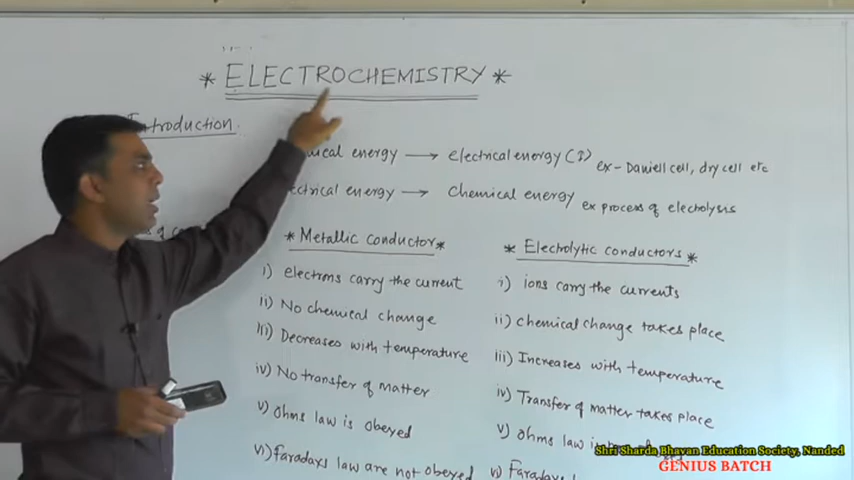 * ELECTROCHEMISTRY *
Introduction.
energy → electrical energy (I) ex- Daniell cell, dry cell etc
energy → Chemical energy ex process of electrolysis
* Metallic conductor *
i) electrons carry the current
ii) No chemical change
iii) Decreases with temperature
iv) No transfer of matter
v) ohms law is obeyed
vi) faradays law are not obeyed
* Electrolytic conductors *
i) ions carry the currents
ii) chemical change takes place
iii) Increases with temperature
iv) Transfer of matter takes place
v) ohms law
vi) Faradays
Shri Sharda Bhavan Education Society, Nanded
GENIUS BATCH